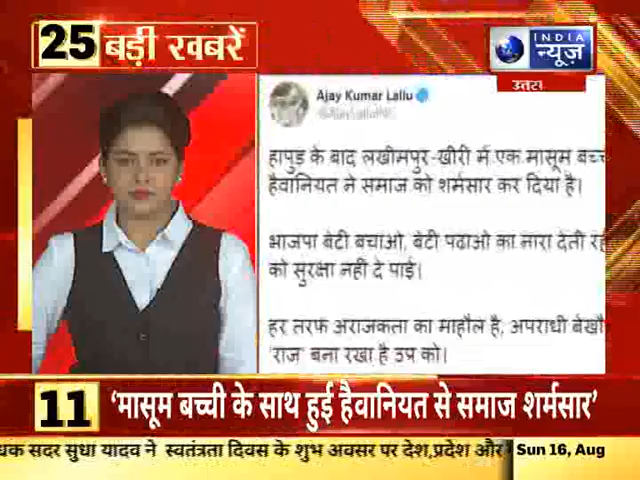 25 बड़ी खबरें
INDIA
न्यूज़
उत्तरा
Ajay Kumar Lallu
हापुड़ के बाद लखीमपुर-खीरी में एक मासूम बच्च
हैवानियत ने समाज को शर्मसार कर दिया है।
भाजपा बेटी बचाओ, बेटी पढाओ का नारा देती रह
को सुरक्षा नहीं दे पाई।
हर तरफ अराजकता का माहौल है, अपराधी बेखौ
'राज' बना रखा है उप्र को।
11 'मासूम बच्ची के साथ हुई हैवानियत से समाज शर्मसार'
यक सदर सुधा यादव ने स्वतंत्रता दिवस के शुभ अवसर पर देश,प्रदेश और
Sun 16, Aug